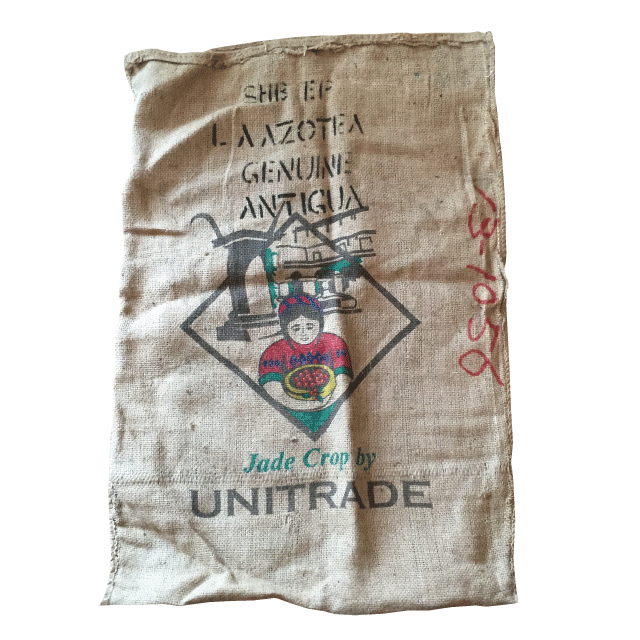 SHB EP
LA AZOTEA
GENUINE
ANTIGUA
Jade Crop by
UNITRADE
13-1056